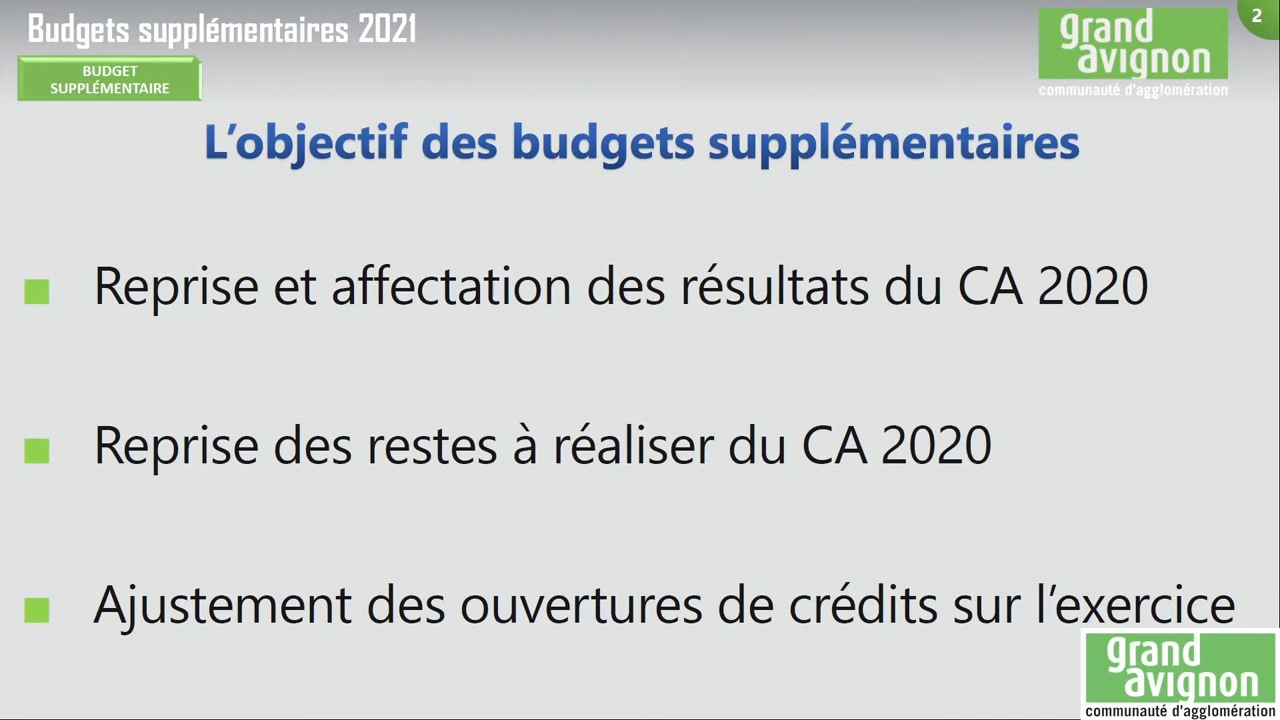 Budgets supplémentaires 2021
BUDGET
SUPPLÉMENTAIRE
grand
avignon
communauté d'agglomération
2
L’objectif des budgets supplémentaires
Reprise et affectation des résultats du CA 2020
Reprise des restes à réaliser du CA 2020
Ajustement des ouvertures de crédits sur l’exercice
grand
avignon
communauté d'agglomération